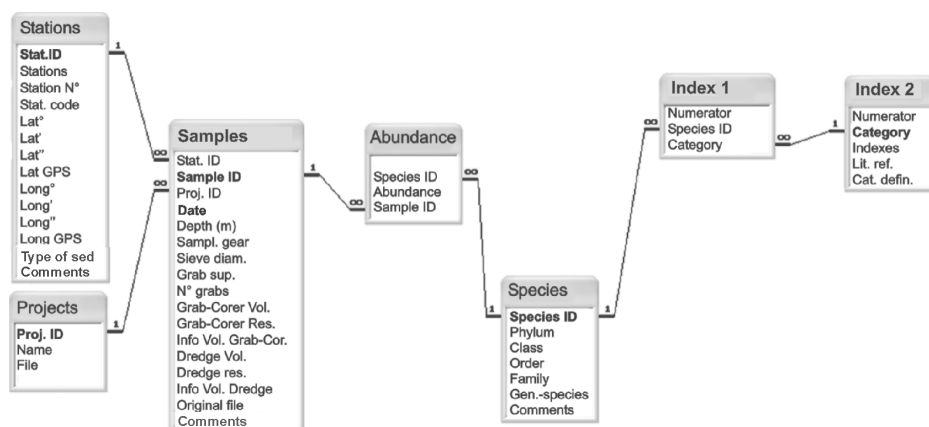 Stations
Stat.ID
Stations
Station N°
Stat. code
Lat°
Lat'
Lat"
Lat GPS
Long°
Long'
Long"
Long GPS
Type of sed
Comments
1
∞
Projects
Proj. ID
Name
File
1
∞
Samples
Stat. ID
Sample ID
Proj. ID
Date
Depth (m)
Sampl. gear
Sieve diam.
Grab sup.
N° grabs
Grab-Corer Vol.
Grab-Corer Res.
Info Vol. Grab-Cor.
Dredge Vol.
Dredge res.
Info Vol. Dredge
Original file
Comments
1
∞
Abundance
Species ID
Abundance
Sample ID
∞
1
Species
Species ID
Phylum
Class
Order
Family
Gen.-species
Comments
1
∞
Index 1
Numerator
Species ID
Category
∞
1
Index 2
Numerator
Category
Indexes
Lit. ref.
Cat. defin.